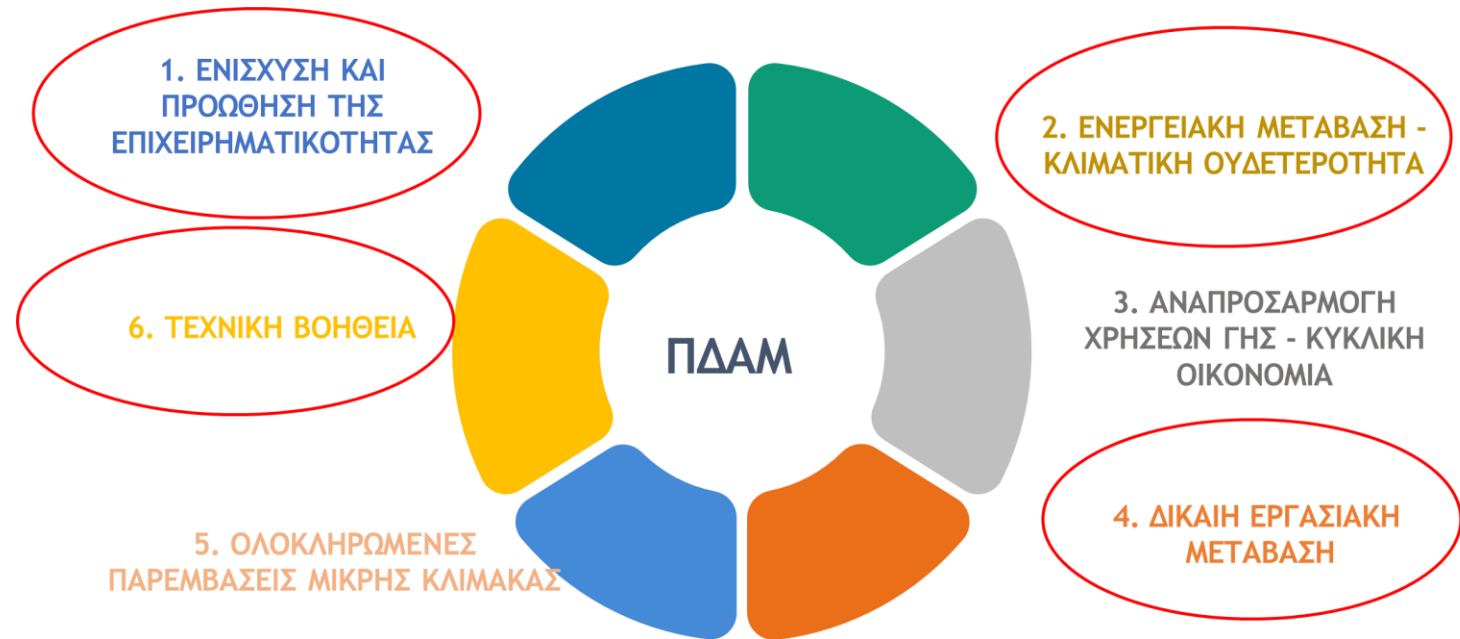 1. ΕΝΙΣΧΥΣΗ ΚΑΙ
ΠΡΟΩΘΗΣΗ ΤΗΣ
ΕΠΙΧΕΙΡΗΜΑΤΙΚΟΤΗΤΑΣ
2. ΕΝΕΡΓΕΙΑΚΗ ΜΕΤΑΒΑΣΗ -
ΚΛΙΜΑΤΙΚΗ ΟΥΔΕΤΕΡΟΤΗΤΑ
3. ΑΝΑΠΡΟΣΑΡΜΟΓΗ
ΧΡΗΣΕΩΝ ΓΗΣ - ΚΥΚΛΙΚΗ
ΟΙΚΟΝΟΜΙΑ
4. ΔΙΚΑΙΗ ΕΡΓΑΣΙΑΚΗ
ΜΕΤΑΒΑΣΗ
5. ΟΛΟΚΛΗΡΩΜΕΝΕΣ
ΠΑΡΕΜΒΑΣΕΙΣ ΜΙΚΡΗΣ ΚΛΙΜΑΚΑΣ
6. ΤΕΧΝΙΚΗ ΒΟΗΘΕΙΑ
ΠΔΑΜ